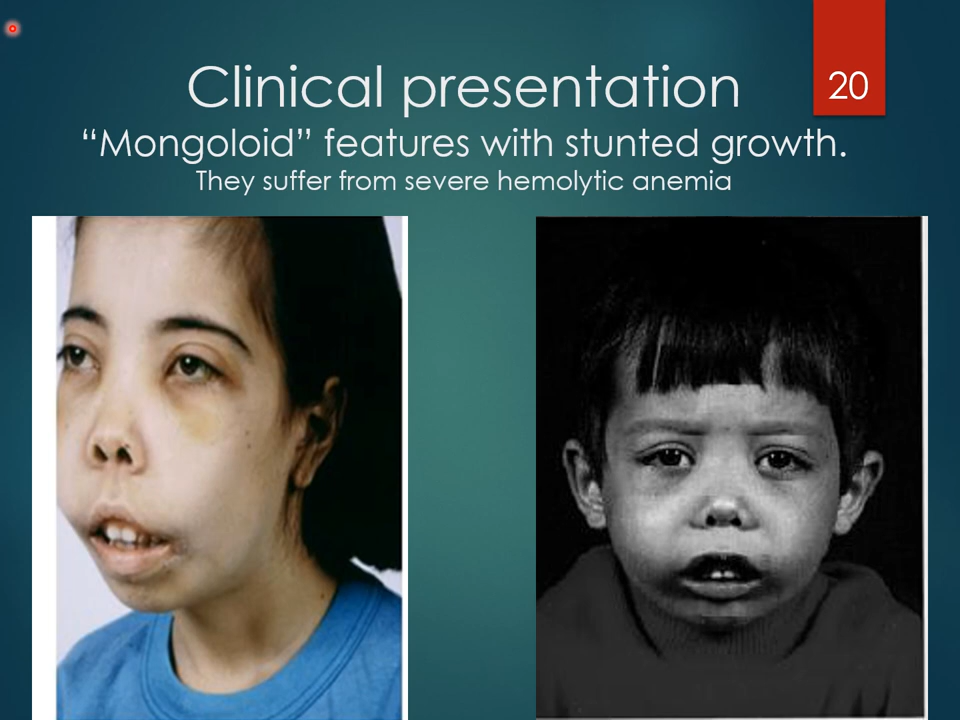 20
Clinical presentation
“Mongoloid” features with stunted growth.
They suffer from severe hemolytic anemia